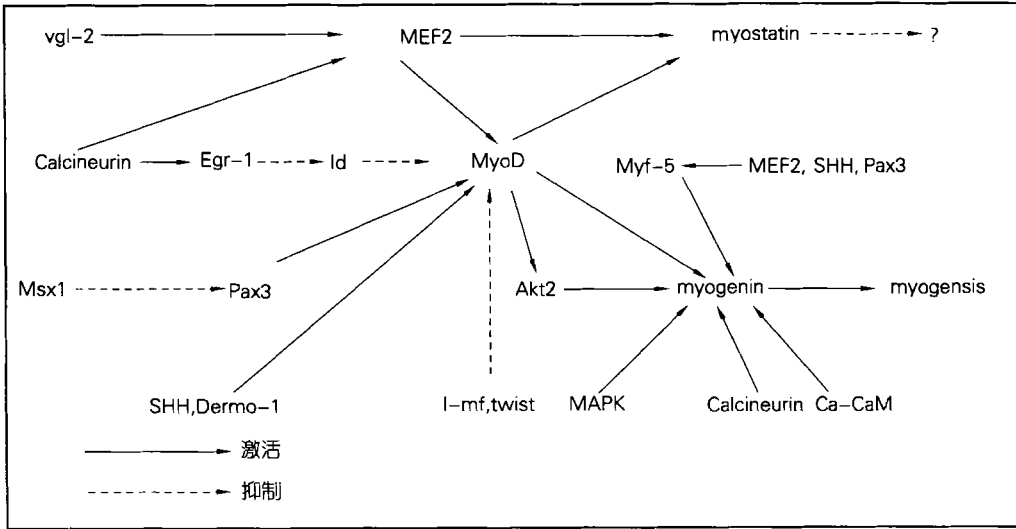 vgl-2 MEF2 myostatin ?
Calcineurin Egr-1 Id MyoD Myf-5 MEF2, SHH, Pax3
Msx1 Pax3 Akt2 myogenin myogensis
SHH,Dermo-1 I-mf,twist MAPK Calcineurin Ca-CaM
激活
抑制